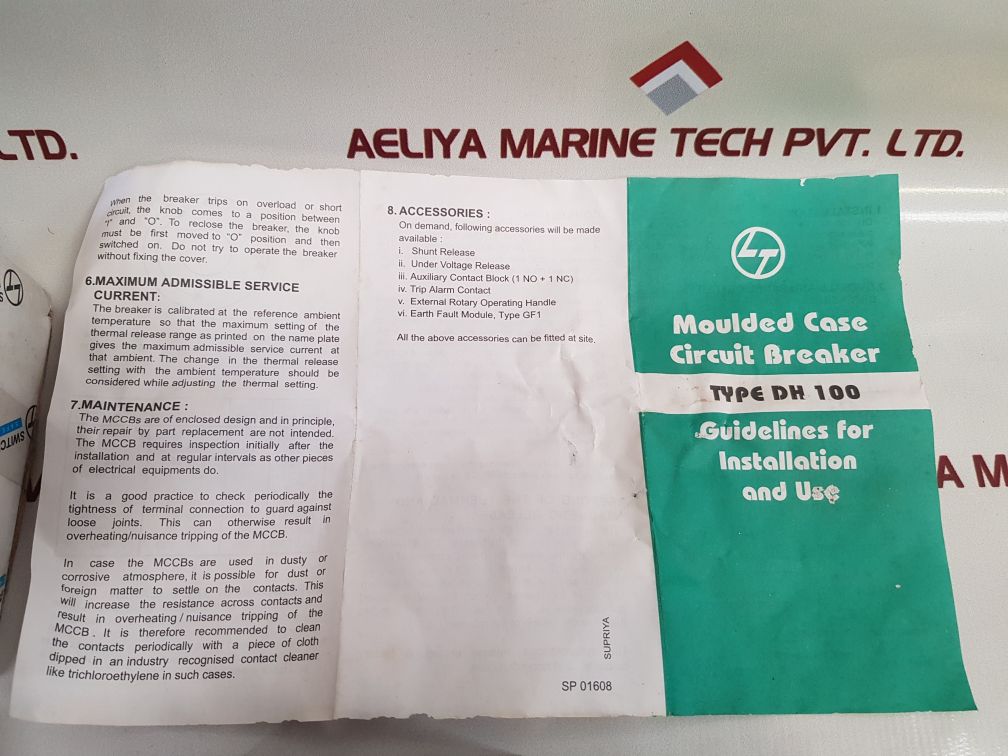 LTD.
AELIYA MARINE TECH PVT. LTD.
When the breaker trips on overload or short
circuit, the knob comes to a position between
"I" and "O". To reclose the breaker, the knob
must be first moved to "O" position and then
switched on. Do not try to operate the breaker
without fixing the cover.
6.MAXIMUM ADMISSIBLE SERVICE
CURRENT:
The breaker is calibrated at the reference ambient
temperature so that the maximum setting of the
thermal release range as printed on the name plate
gives the maximum admissible service current at
that ambient. The change in the thermal release
setting with the ambient temperature should be
considered while adjusting the thermal setting.
7.MAINTENANCE :
The MCCBs are of enclosed design and in principle,
their repair by part replacement are not intended.
The MCCB requires inspection initially after the
installation and at regular intervals as other pieces
of electrical equipments do.
It is a good practice to check periodically the
tightness of terminal connection to guard against
loose joints. This can otherwise result in
overheating/nuisance tripping of the MCCB.
In case the MCCBs are used in dusty or
corrosive atmosphere, it is possible for dust or
foreign matter to settle on the contacts. This
will increase the resistance across contacts and
result in overheating / nuisance tripping of the
MCCB . It is therefore recommended to clean
the contacts periodically with a piece of cloth
dipped in an industry recognised contact cleaner
like trichloroethylene in such cases.
8. ACCESSORIES :
On demand, following accessories will be made
available :
i. Shunt Release
ii. Under Voltage Release
iii. Auxiliary Contact Block (1 NO + 1 NC)
iv. Trip Alarm Contact
v. External Rotary Operating Handle
vi. Earth Fault Module, Type GF1
All the above accessories can be fitted at site.
SUPRIYA
SP 01608
LT
Moulded Case
Circuit Breaker
TYPE DH 100
Guidelines for
Installation
and Use
A M
LT
SWITC